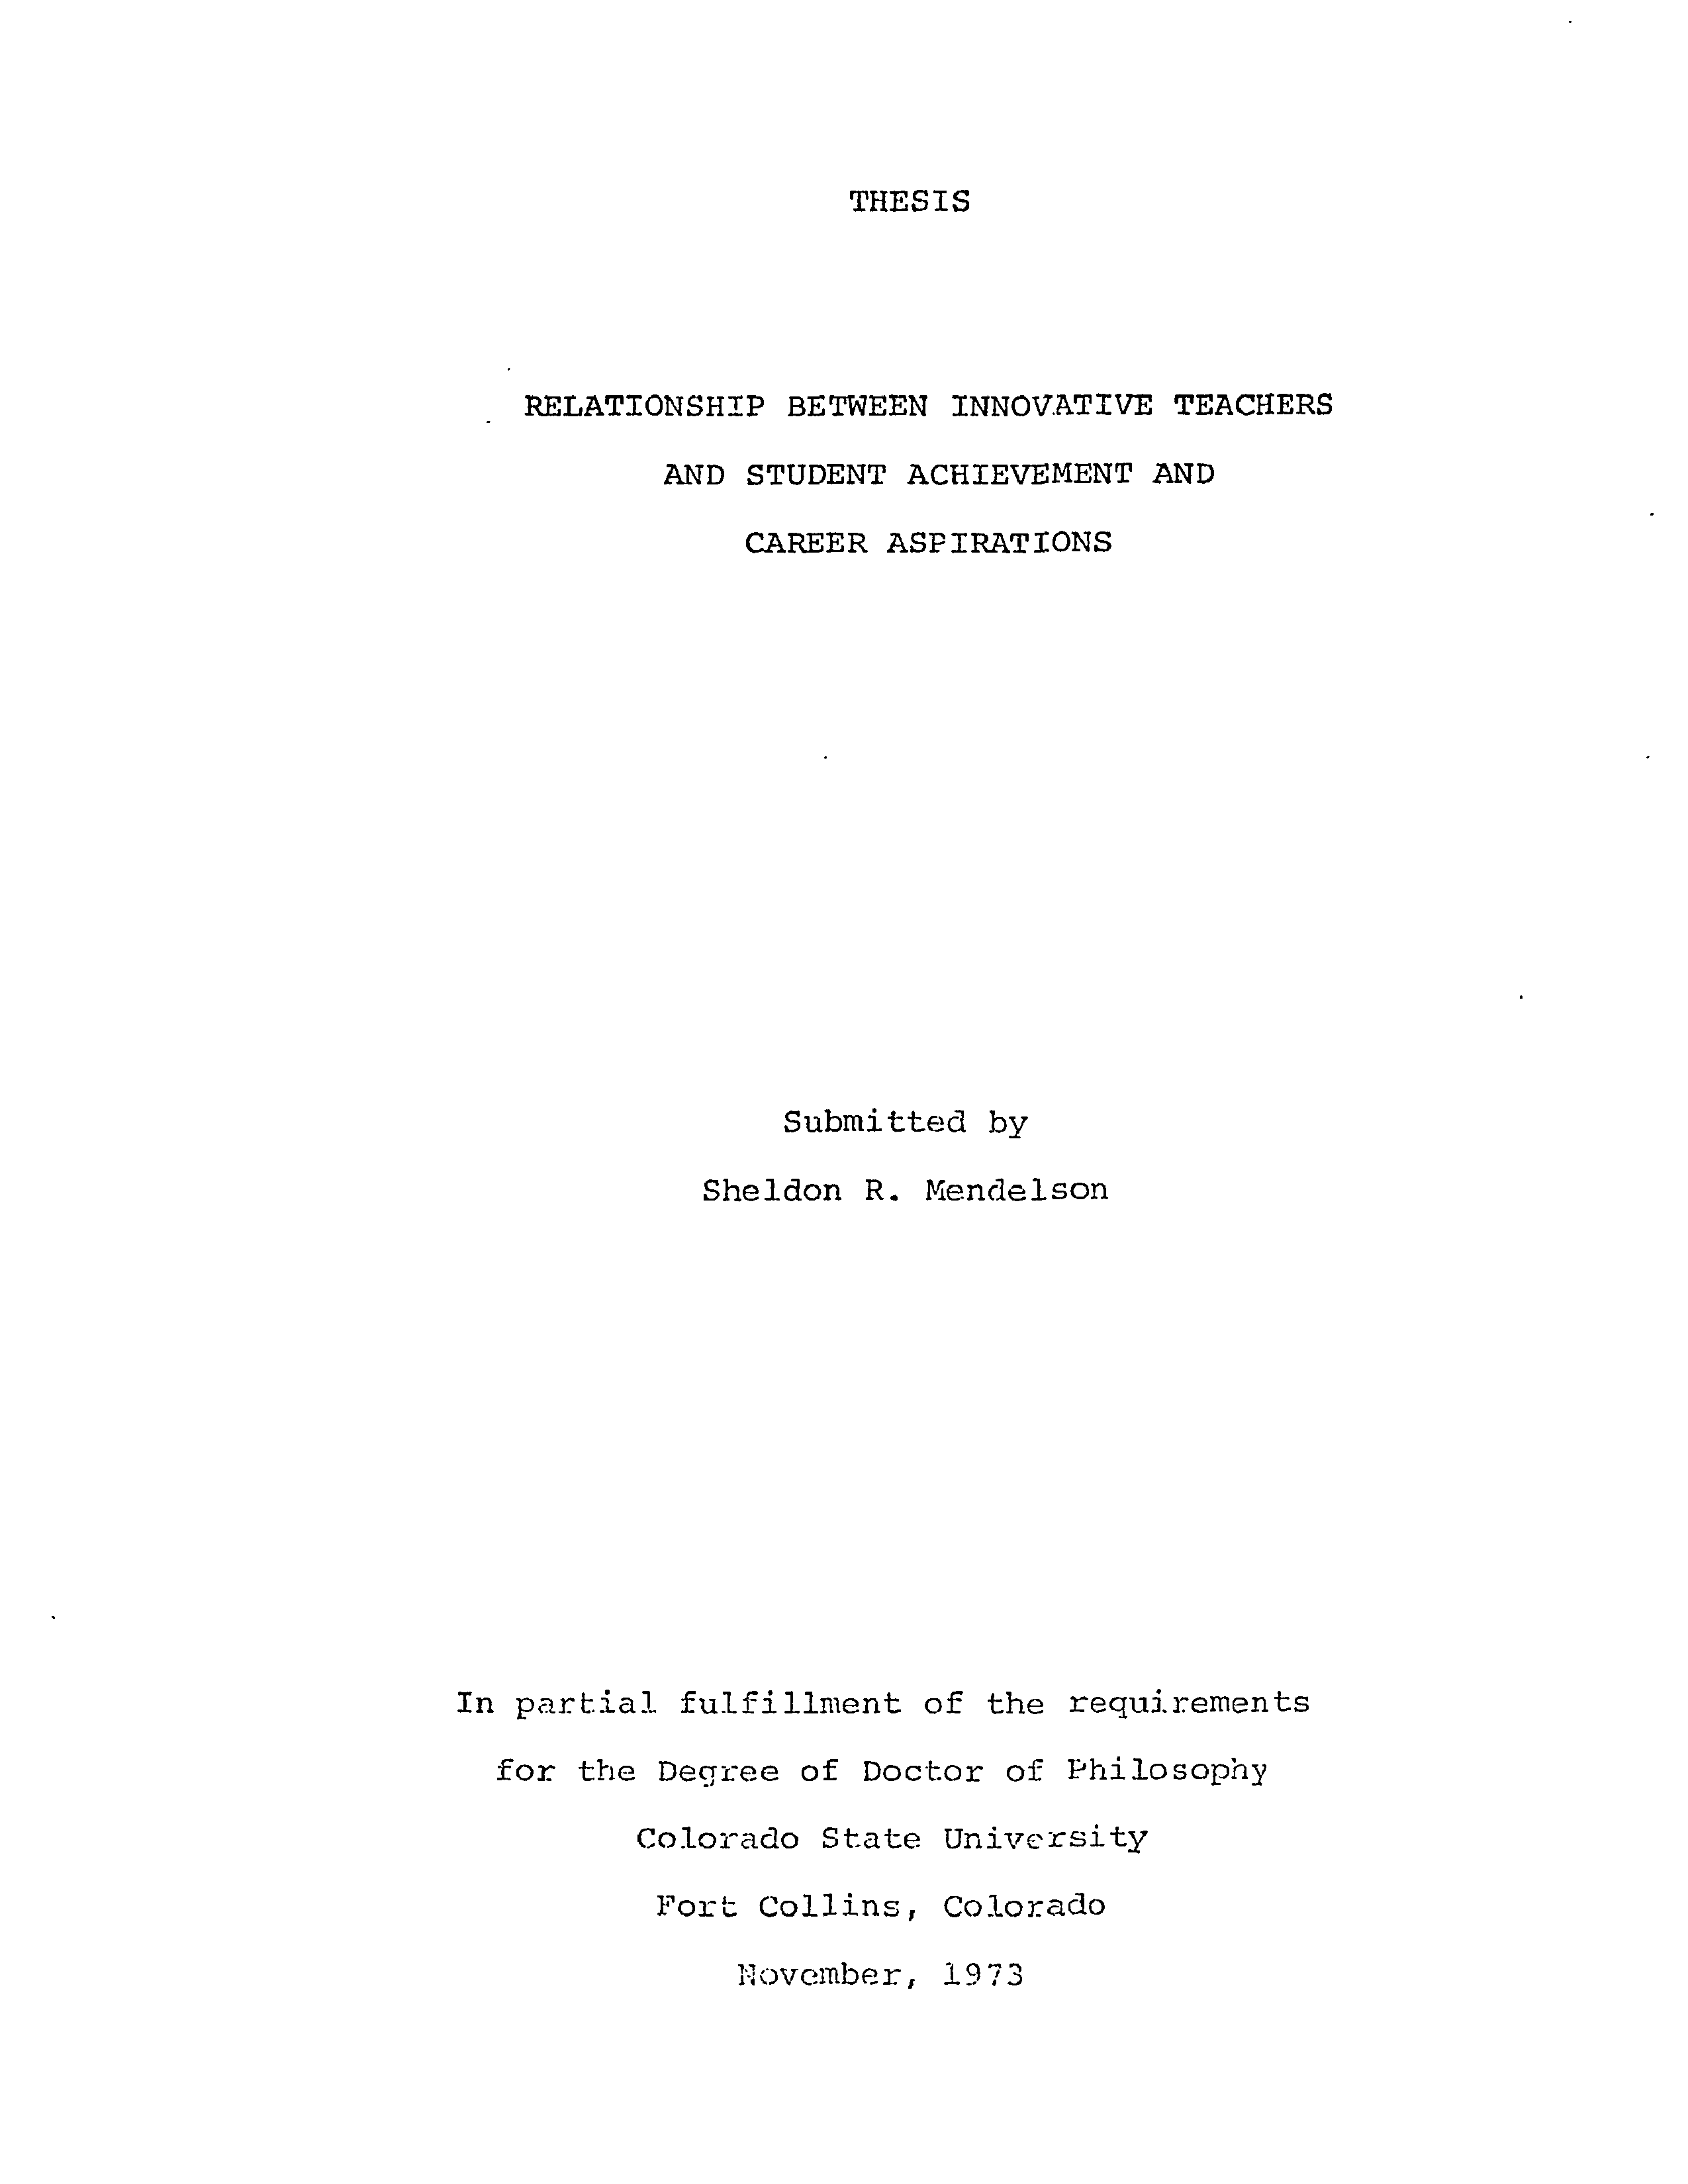 THESIS
RELATIONSHIP BETWEEN INNOVATIVE TEACHERS
AND STUDENT ACHIEVEMENT AND
CAREER ASPIRATIONS
Submitted by
Sheldon R. Mendelson
In partial fulfillment of the requirements
for the Degree of Doctor of Philosophy
Colorado State University
Fort Collins, Colorado
November, 1973